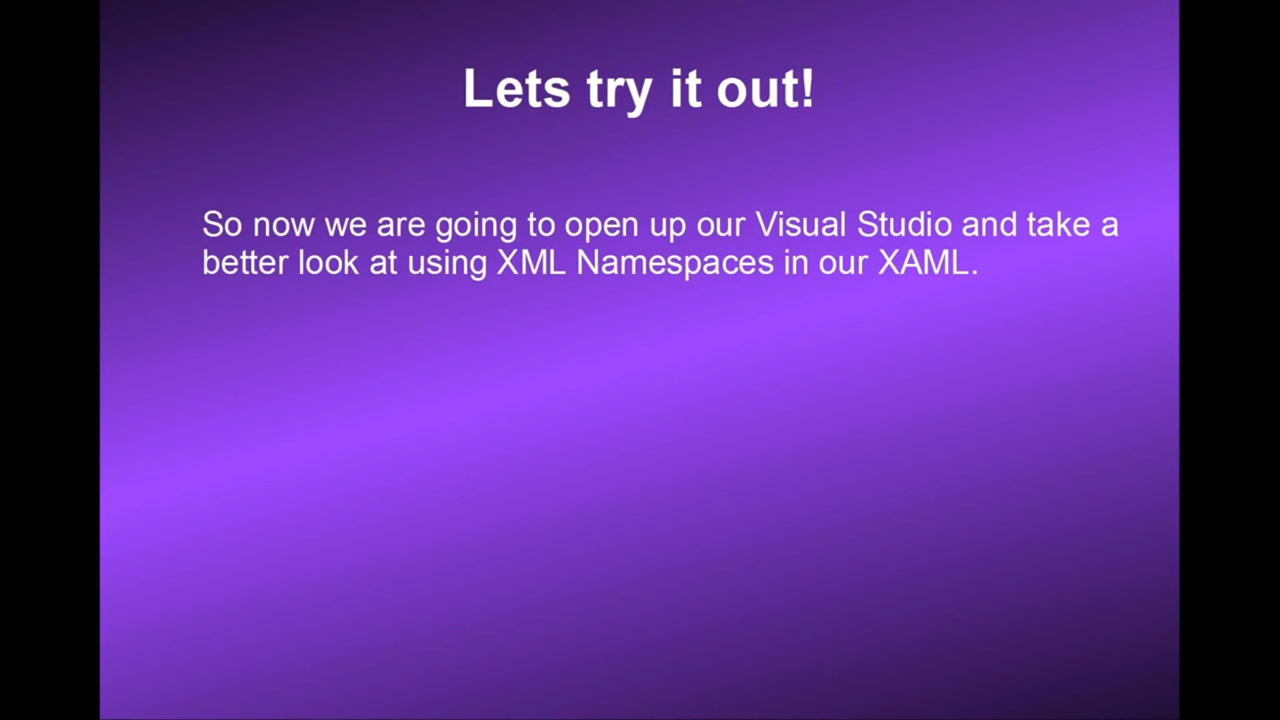 Lets try it out!
So now we are going to open up our Visual Studio and take a
better look at using XML Namespaces in our XAML.